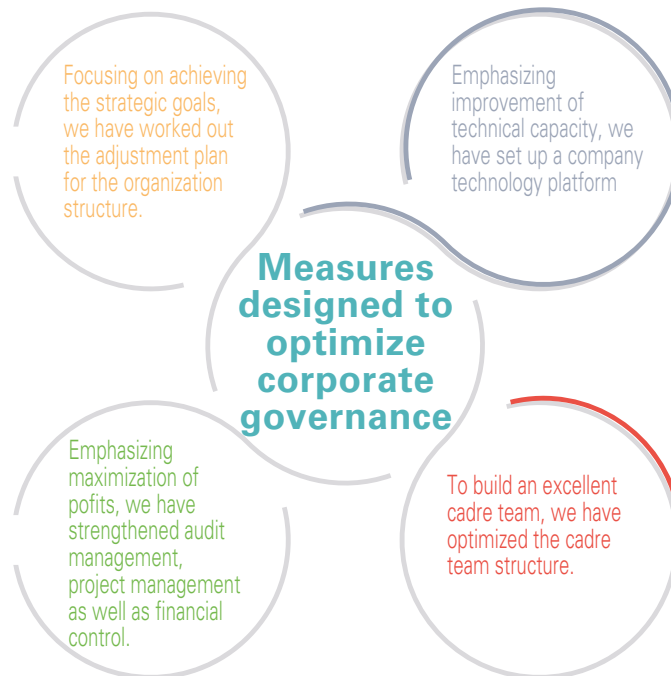 Focusing on achieving
the strategic goals,
we have worked out
the adjustment plan
for the organization
structure.
Emphasizing
improvement of
technical capacity, we
have set up a company
technology platform
Measures
designed to
optimize
corporate
governance
Emphasizing
maximization of
pofits, we have
strengthened audit
management,
project management
as well as financial
control.
To build an excellent
cadre team, we have
optimized the cadre
team structure.